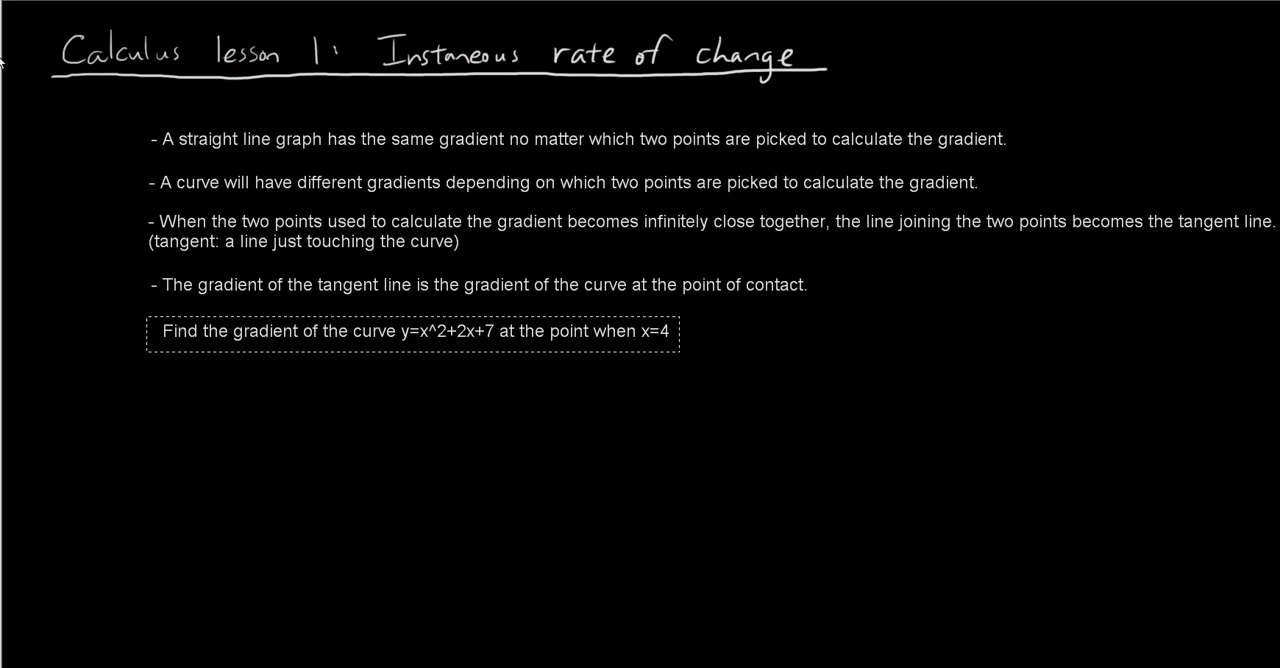 Calculus lesson 1: Instaneous rate of change
- A straight line graph has the same gradient no matter which two points are picked to calculate the gradient.
- A curve will have different gradients depending on which two points are picked to calculate the gradient.
- When the two points used to calculate the gradient becomes infinitely close together, the line joining the two points becomes the tangent line.
(tangent: a line just touching the curve)
- The gradient of the tangent line is the gradient of the curve at the point of contact.
Find the gradient of the curve y=x^2+2x+7 at the point when x=4